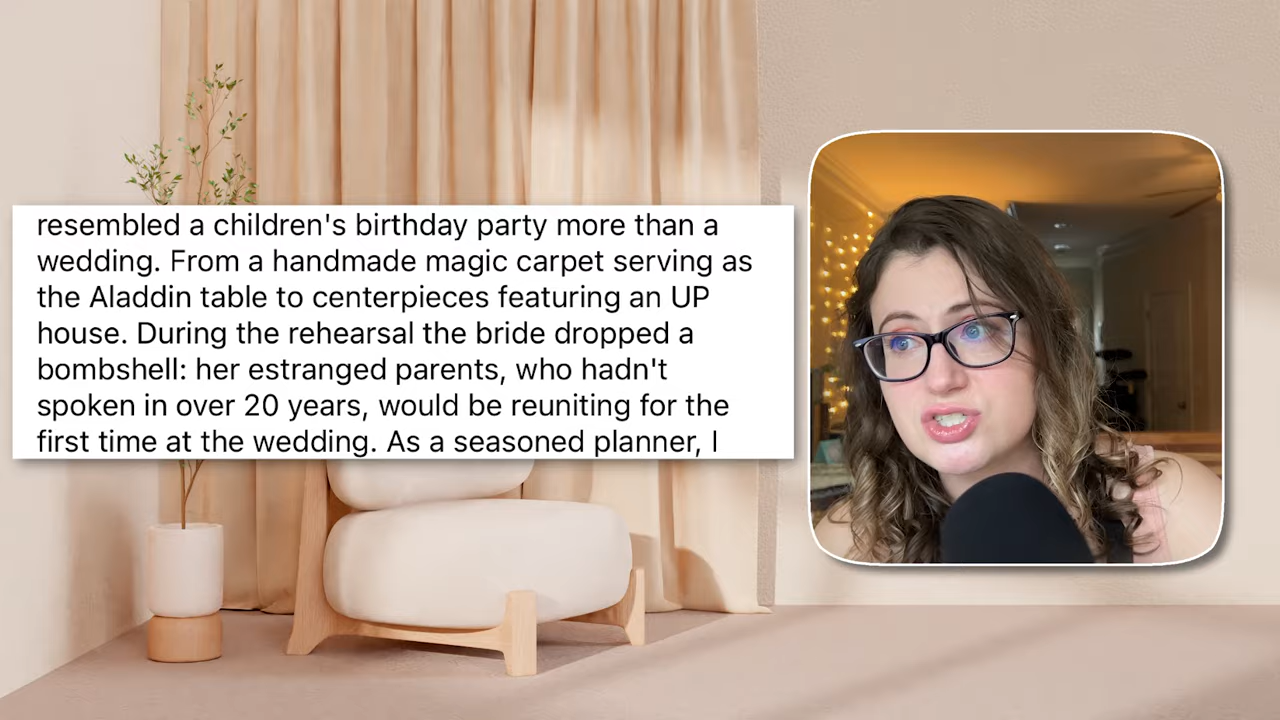 resembled a children's birthday party more than a
wedding. From a handmade magic carpet serving as
the Aladdin table to centerpieces featuring an UP
house. During the rehearsal the bride dropped a
bombshell: her estranged parents, who hadn't
spoken in over 20 years, would be reuniting for the
first time at the wedding. As a seasoned planner, I